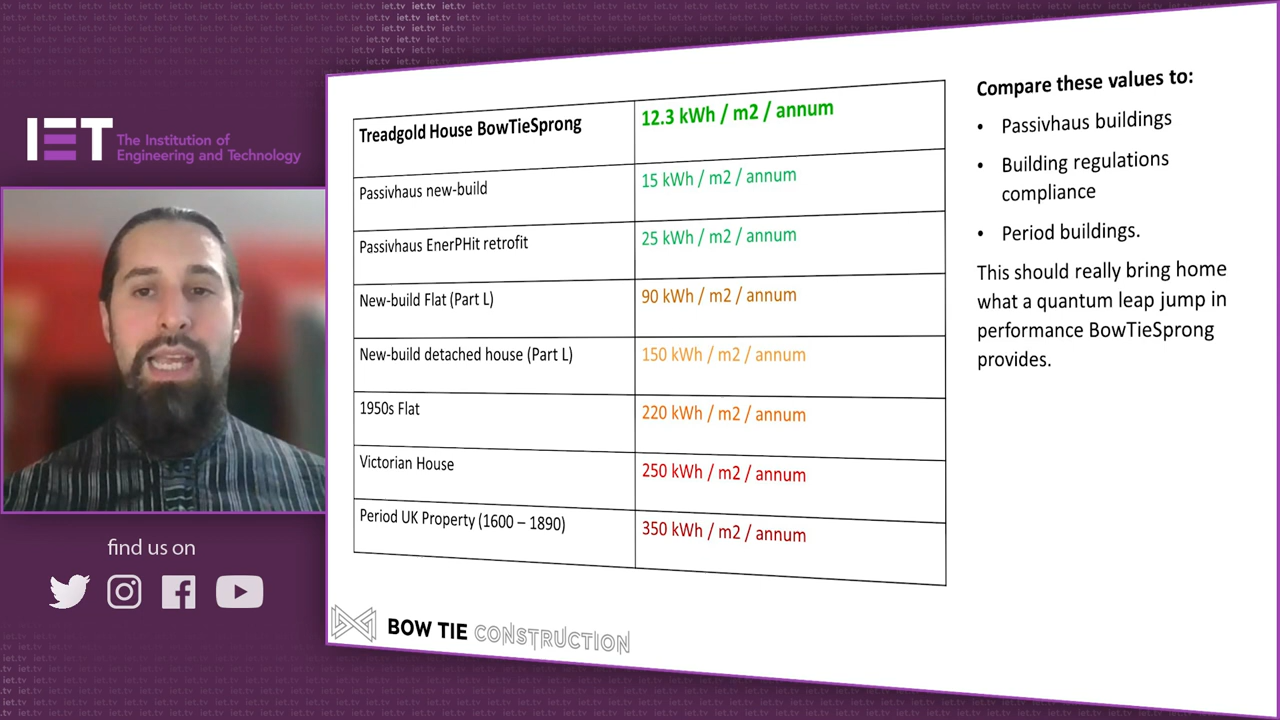 IET The Institution of
Engineering and Technology
find us on
Treadgold House BowTieSprong 12.3 kWh / m2 / annum
Passivhaus new-build 15 kWh / m2 / annum
Passivhaus EnerPHit retrofit 25 kWh / m2 / annum
New-build Flat (Part L) 90 kWh / m2 / annum
New-build detached house (Part L) 150 kWh / m2 / annum
1950s Flat 220 kWh / m2 / annum
Victorian House 250 kWh / m2 / annum
Period UK Property (1600 – 1890) 350 kWh / m2 / annum
BOW TIE CONSTRUCTION
Compare these values to:
• Passivhaus buildings
• Building regulations
compliance
• Period buildings.
This should really bring home
what a quantum leap jump in
performance BowTieSprong
provides.